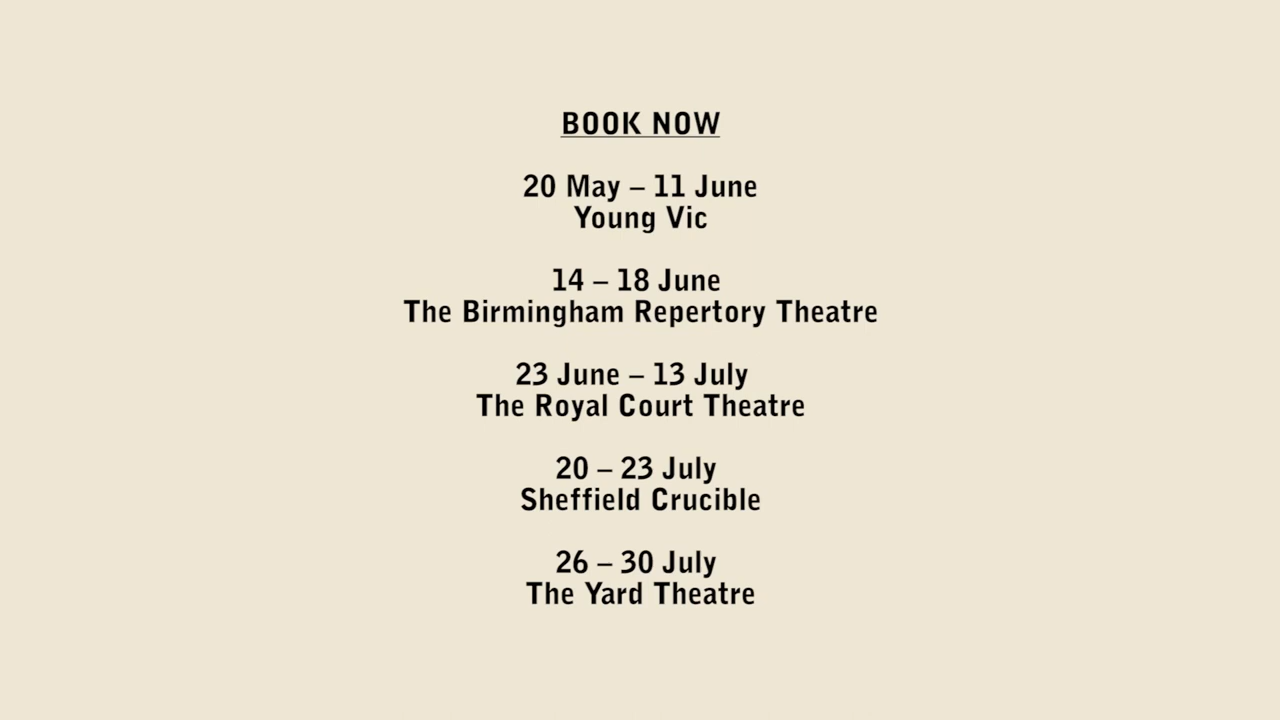 BOOK NOW
20 May – 11 June
Young Vic
14 – 18 June
The Birmingham Repertory Theatre
23 June – 13 July
The Royal Court Theatre
20 – 23 July
Sheffield Crucible
26 – 30 July
The Yard Theatre